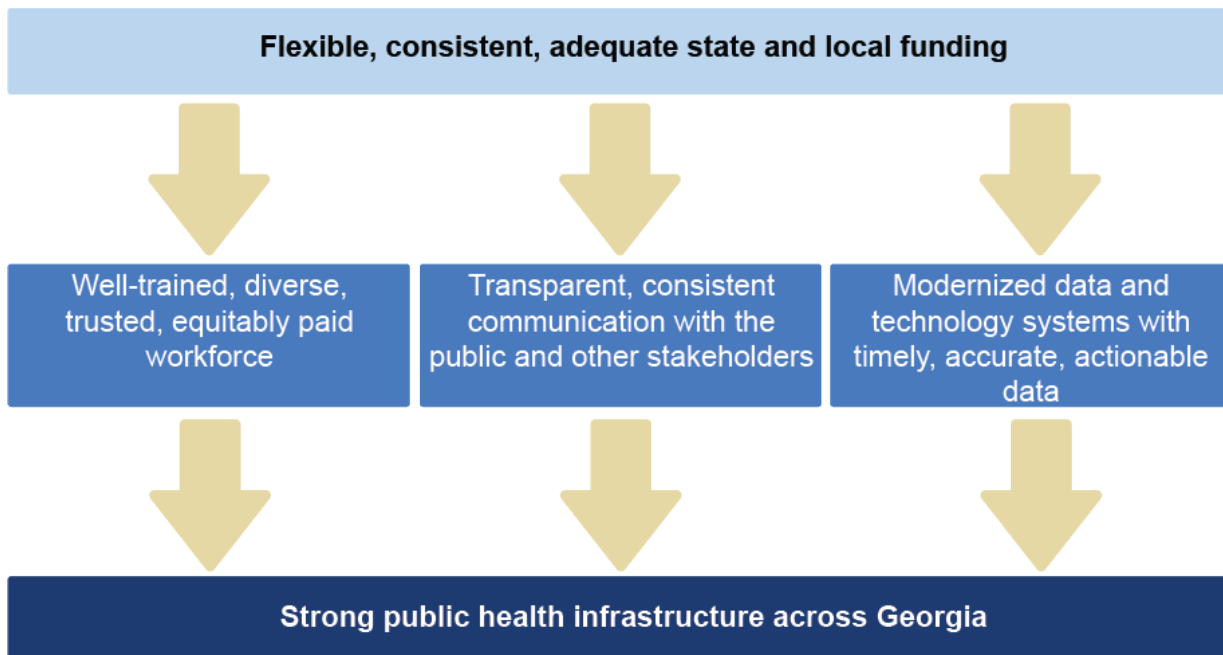 Flexible, consistent, adequate state and local funding
Well-trained, diverse,
trusted, equitably paid
workforce
Transparent, consistent
communication with the
public and other stakeholders
Modernized data and
technology systems with
timely, accurate, actionable
data
Strong public health infrastructure across Georgia